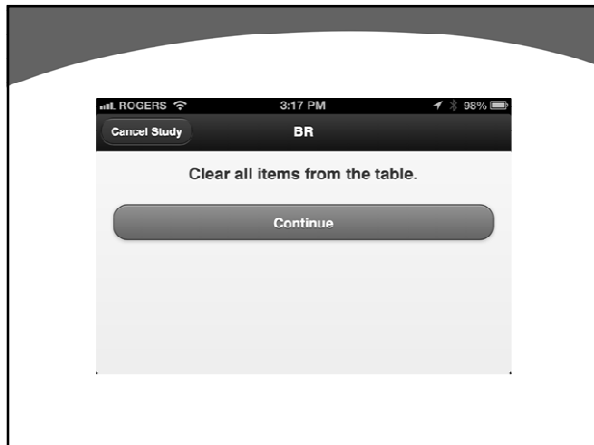 ROGERS 3:17 PM 98%
Cancel Study BR
Clear all items from the table.
Continue